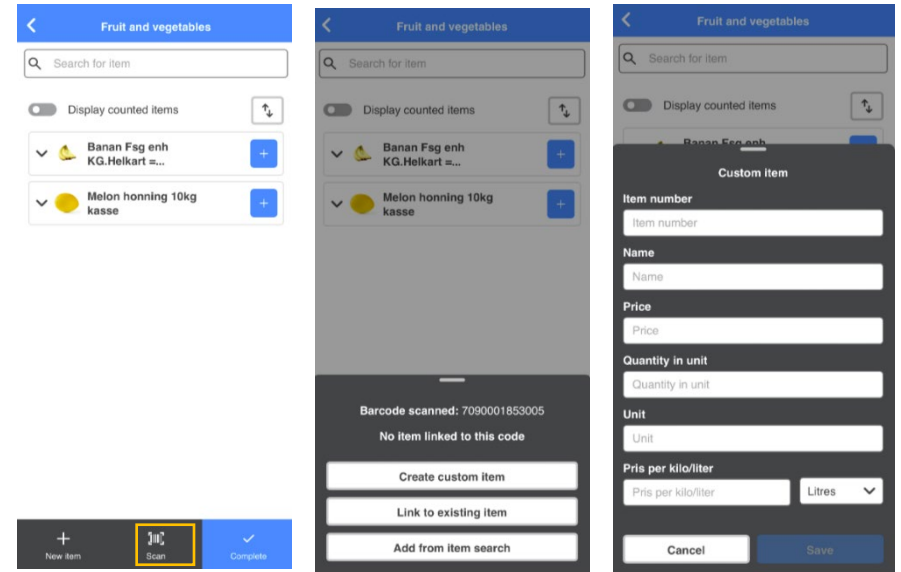 Fruit and vegetables
Search for item
Display counted items
Banan Fsg enh
KG.Helkart =...
Melon honning 10kg
kasse
New item
Scan
Complete
Fruit and vegetables
Search for item
Display counted items
Banan Fsg enh
KG.Helkart =...
Melon honning 10kg
kasse
Barcode scanned: 7090001853005
No item linked to this code
Create custom item
Link to existing item
Add from item search
Fruit and vegetables
Search for item
Display counted items
Banan Fsg enh
Custom item
Item number
Item number
Name
Name
Price
Price
Quantity in unit
Quantity in unit
Unit
Unit
Pris per kilo/liter
Pris per kilo/liter
Litres
Cancel
Save